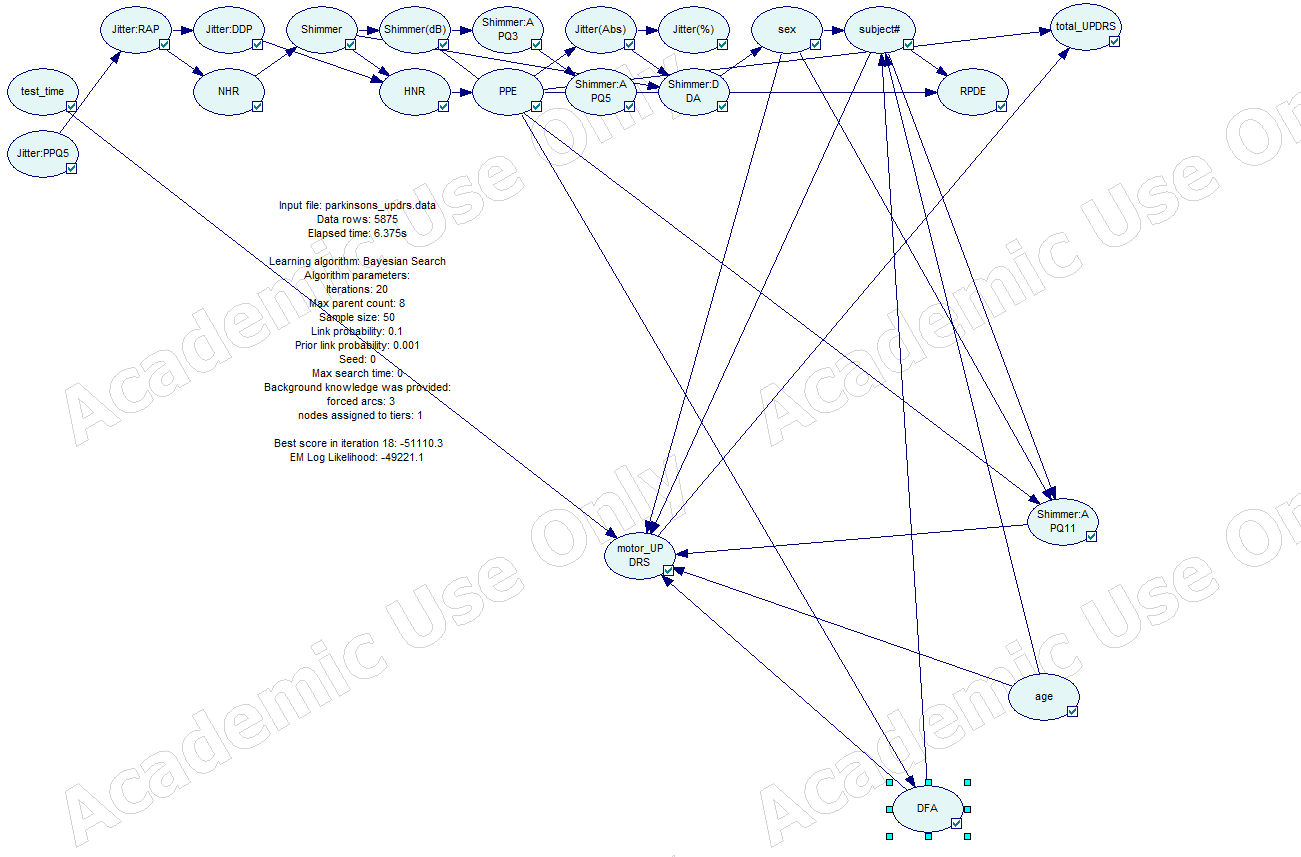 Jitter:RAP
Jitter:DDP
Shimmer
Shimmer(dB)
Shimmer:A
PQ3
Jitter(Abs)
Jitter(%)
sex
subject#
total_UPDRS
test_time
NHR
HNR
PPE
Shimmer:A
PQ5
Shimmer:D
DA
RPDE
Jitter:PPQ5
Input file: parkinsons_updrs.data
Data rows: 5875
Elapsed time: 6.375s
Learning algorithm: Bayesian Search
Algorithm parameters:
Iterations: 20
Max parent count: 8
Sample size: 50
Link probability: 0.1
Prior link probability: 0.001
Seed: 0
Max search time: 0
Background knowledge was provided:
forced arcs: 3
nodes assigned to tiers: 1
Best score in iteration 18: -51110.3
EM Log Likelihood: -49221.1
Shimmer:A
PQ11
motor_UP
DRS
age
DFA
Academic Use Only
Academic Use Only
Academic Use Only
Academic Use Only